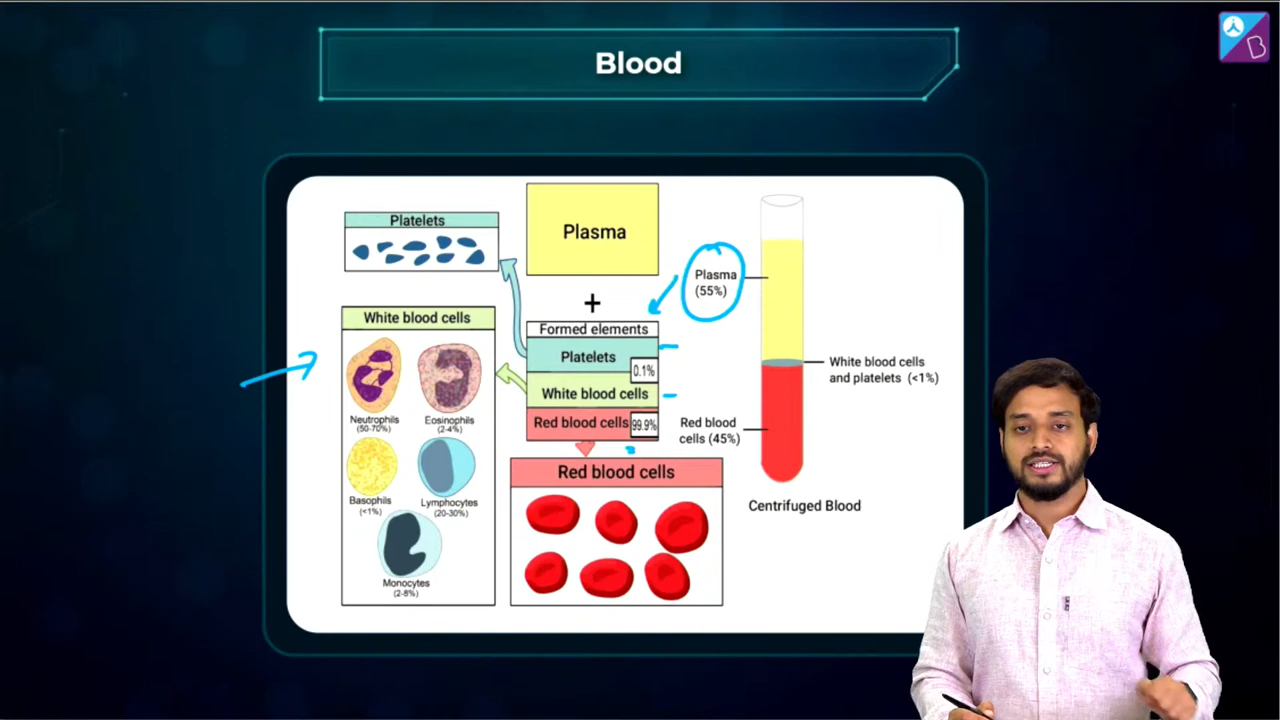 Blood
Platelets
Plasma
+
Formed elements
Platelets
0.1%
White blood cells
Red blood cells
99.9%
White blood cells
Neutrophils
(50-70%)
Eosinophils
(2-4%)
Basophils
(<1%)
Lymphocytes
(20-30%)
Monocytes
(2-8%)
Red blood cells
Plasma
(55%)
White blood cells
and platelets (<1%)
Red blood
cells (45%)
Centrifuged Blood
B